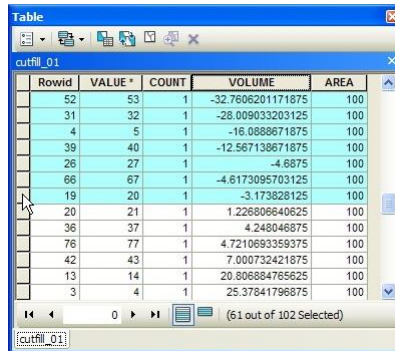 Table
cutfill_01
Rowid VALUE * COUNT VOLUME AREA
52 53 1 -32.7606201171875 100
31 32 1 -28.009033203125 100
4 5 1 -16.0888671875 100
39 40 1 -12.567138671875 100
26 27 1 -4.6875 100
66 67 1 -4.6173095703125 100
19 20 1 -3.173828125 100
20 21 1 1.226806640625 100
36 37 1 4.248046875 100
76 77 1 4.7210693359375 100
42 43 1 7.000732421875 100
13 14 1 20.806884765625 100
3 4 1 25.37841796875 100
0 (61 out of 102 Selected)
cutfill_01